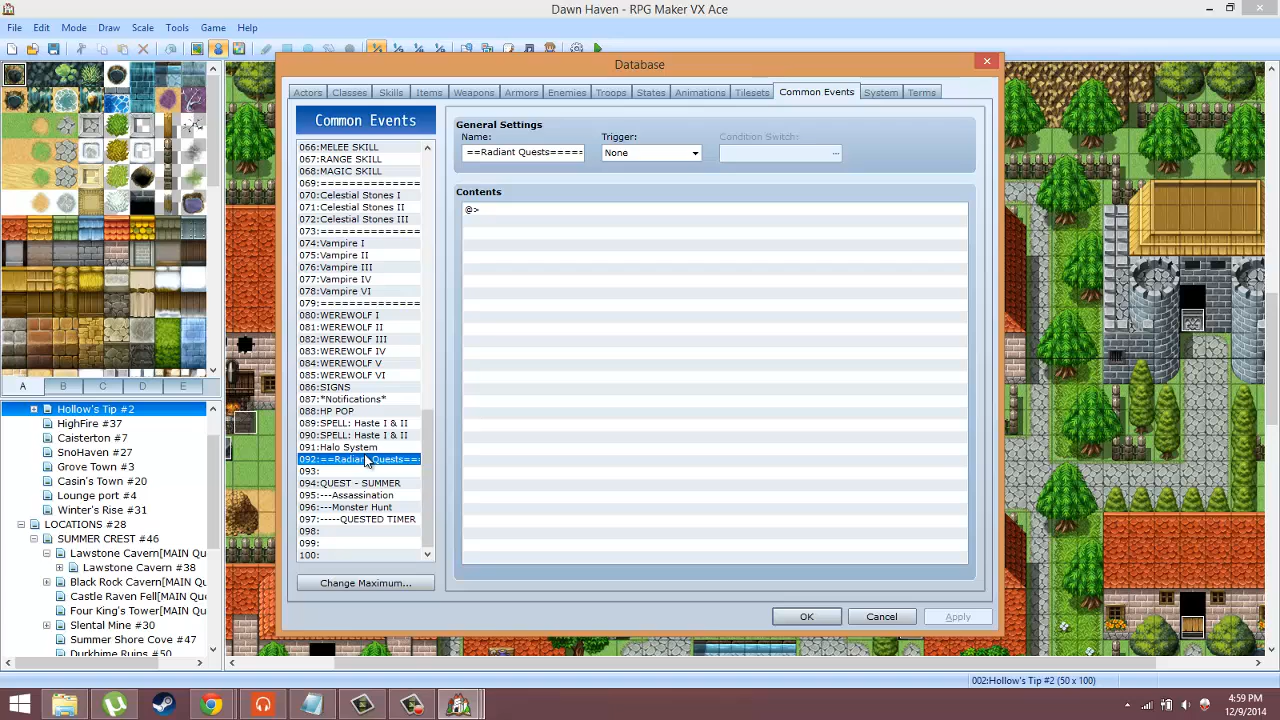 Dawn Haven - RPG Maker VX Ace
File Edit Mode Draw Scale Tools Game Help
Database
Actors Classes Skills Items Weapons Armors Enemies Troops States Animations Tilesets Common Events System Terms
Common Events
066:MELEE SKILL
067:RANGE SKILL
068:MAGIC SKILL
069:==============
070:Celestial Stones I
071:Celestial Stones II
072:Celestial Stones III
073:==============
074:Vampire I
075:Vampire II
076:Vampire III
077:Vampire IV
078:Vampire VI
079:==============
080:WEREWOLF I
081:WEREWOLF II
082:WEREWOLF III
083:WEREWOLF IV
084:WEREWOLF V
085:WEREWOLF VI
086:SIGNS
087:*Notifications*
088:HP POP
089:SPELL: Haste I & II
090:SPELL: Haste I & II
091:Halo System
092:==Radiant Quests===
093:
094:QUEST - SUMMER
095:---Assassination
096:---Monster Hunt
097:-----QUESTED TIMER
098:
099:
100:
Change Maximum...
General Settings
Name: Trigger: Condition Switch:
==Radiant Quests===== None ...
Contents
@>
OK Cancel Apply
A B C D E
Hollow's Tip #2
HighFire #37
Caisterton #7
SnoHaven #27
Grove Town #3
Casin's Town #20
Lounge port #4
Winter's Rise #31
LOCATIONS #28
SUMMER CREST #46
Lawstone Cavern[MAIN Qu
Lawstone Cavern #38
Black Rock Cavern[MAIN Qu
Castle Raven Fell[MAIN Qu
Four King's Tower[MAIN Qu
Slental Mine #30
Summer Shore Cove #47
Durkhime Ruins #50
002:Hollow's Tip #2 (50 x 100)
4:59 PM
12/9/2014